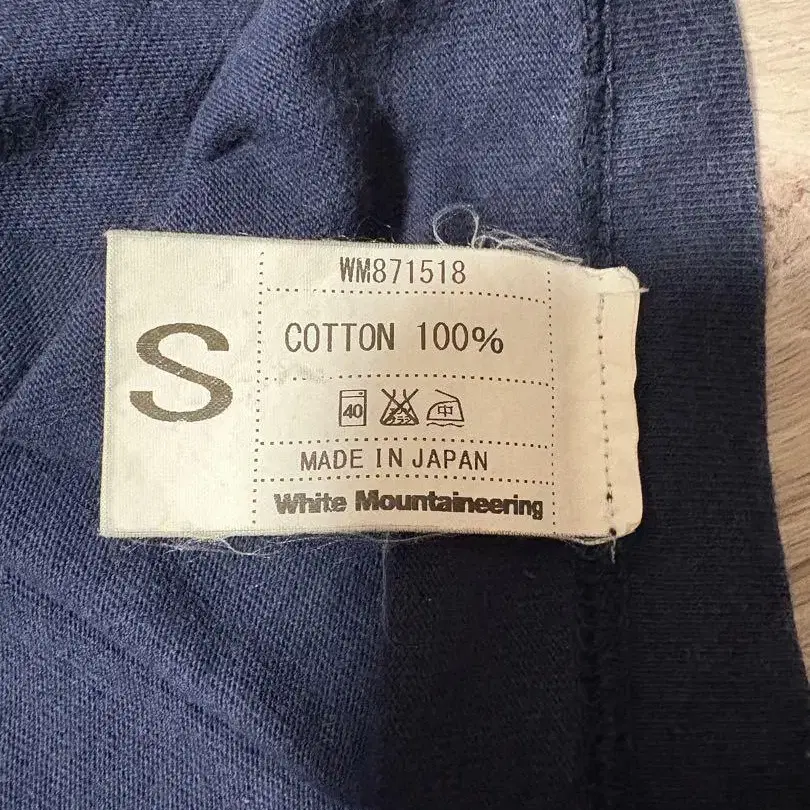 S
WM871518
COTTON 100%
40 中
MADE IN JAPAN
White Mountaineering